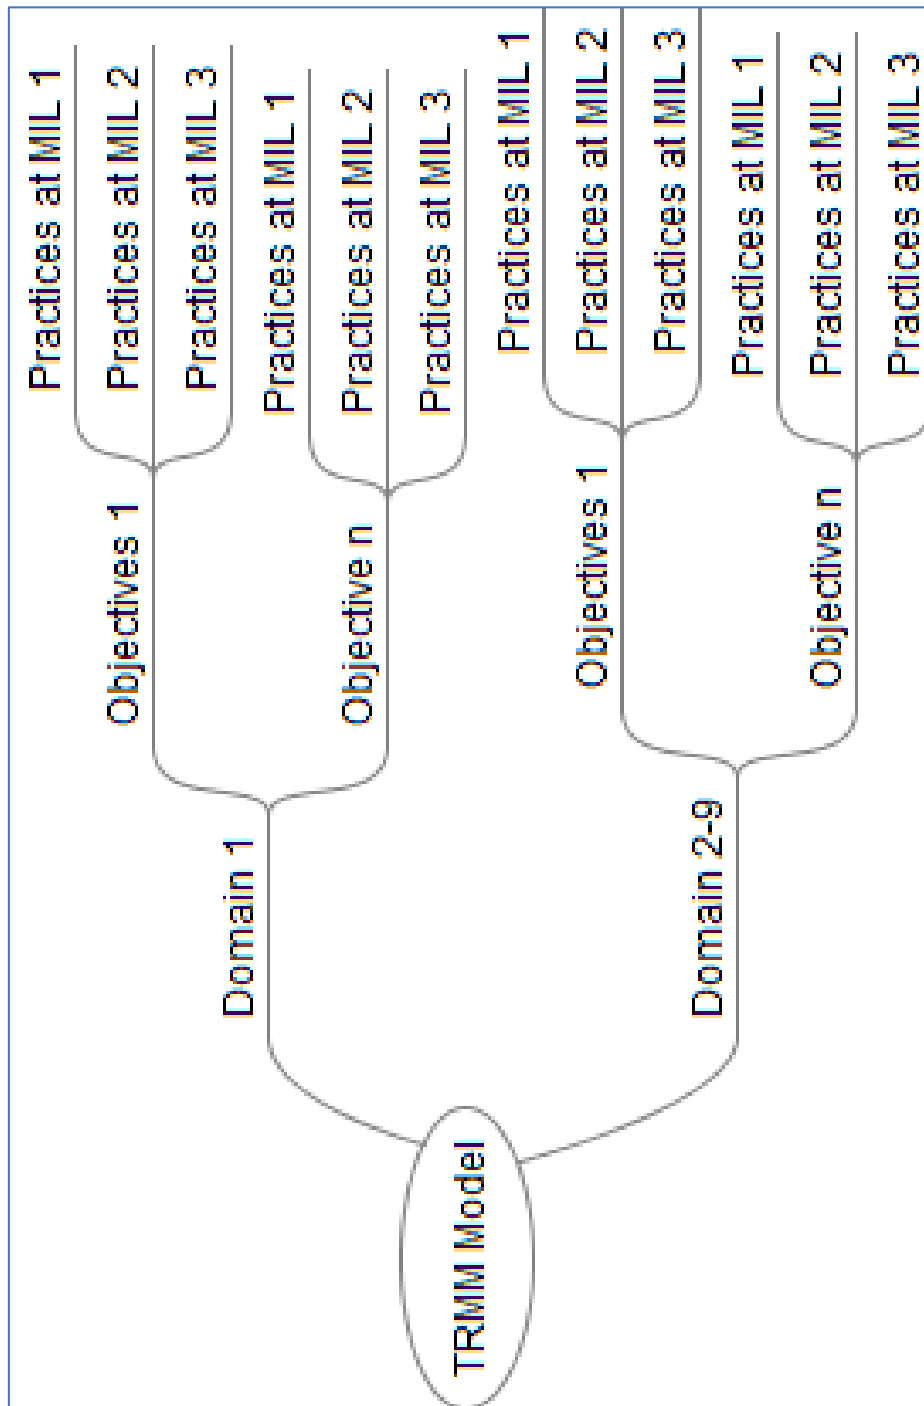 TRMM Model
Domain 1
Objectives 1
Practices at MIL 1
Practices at MIL 2
Practices at MIL 3
Objective n
Practices at MIL 1
Practices at MIL 2
Practices at MIL 3
Domain 2-9
Objectives 1
Practices at MIL 1
Practices at MIL 2
Practices at MIL 3
Objective n
Practices at MIL 1
Practices at MIL 2
Practices at MIL 3